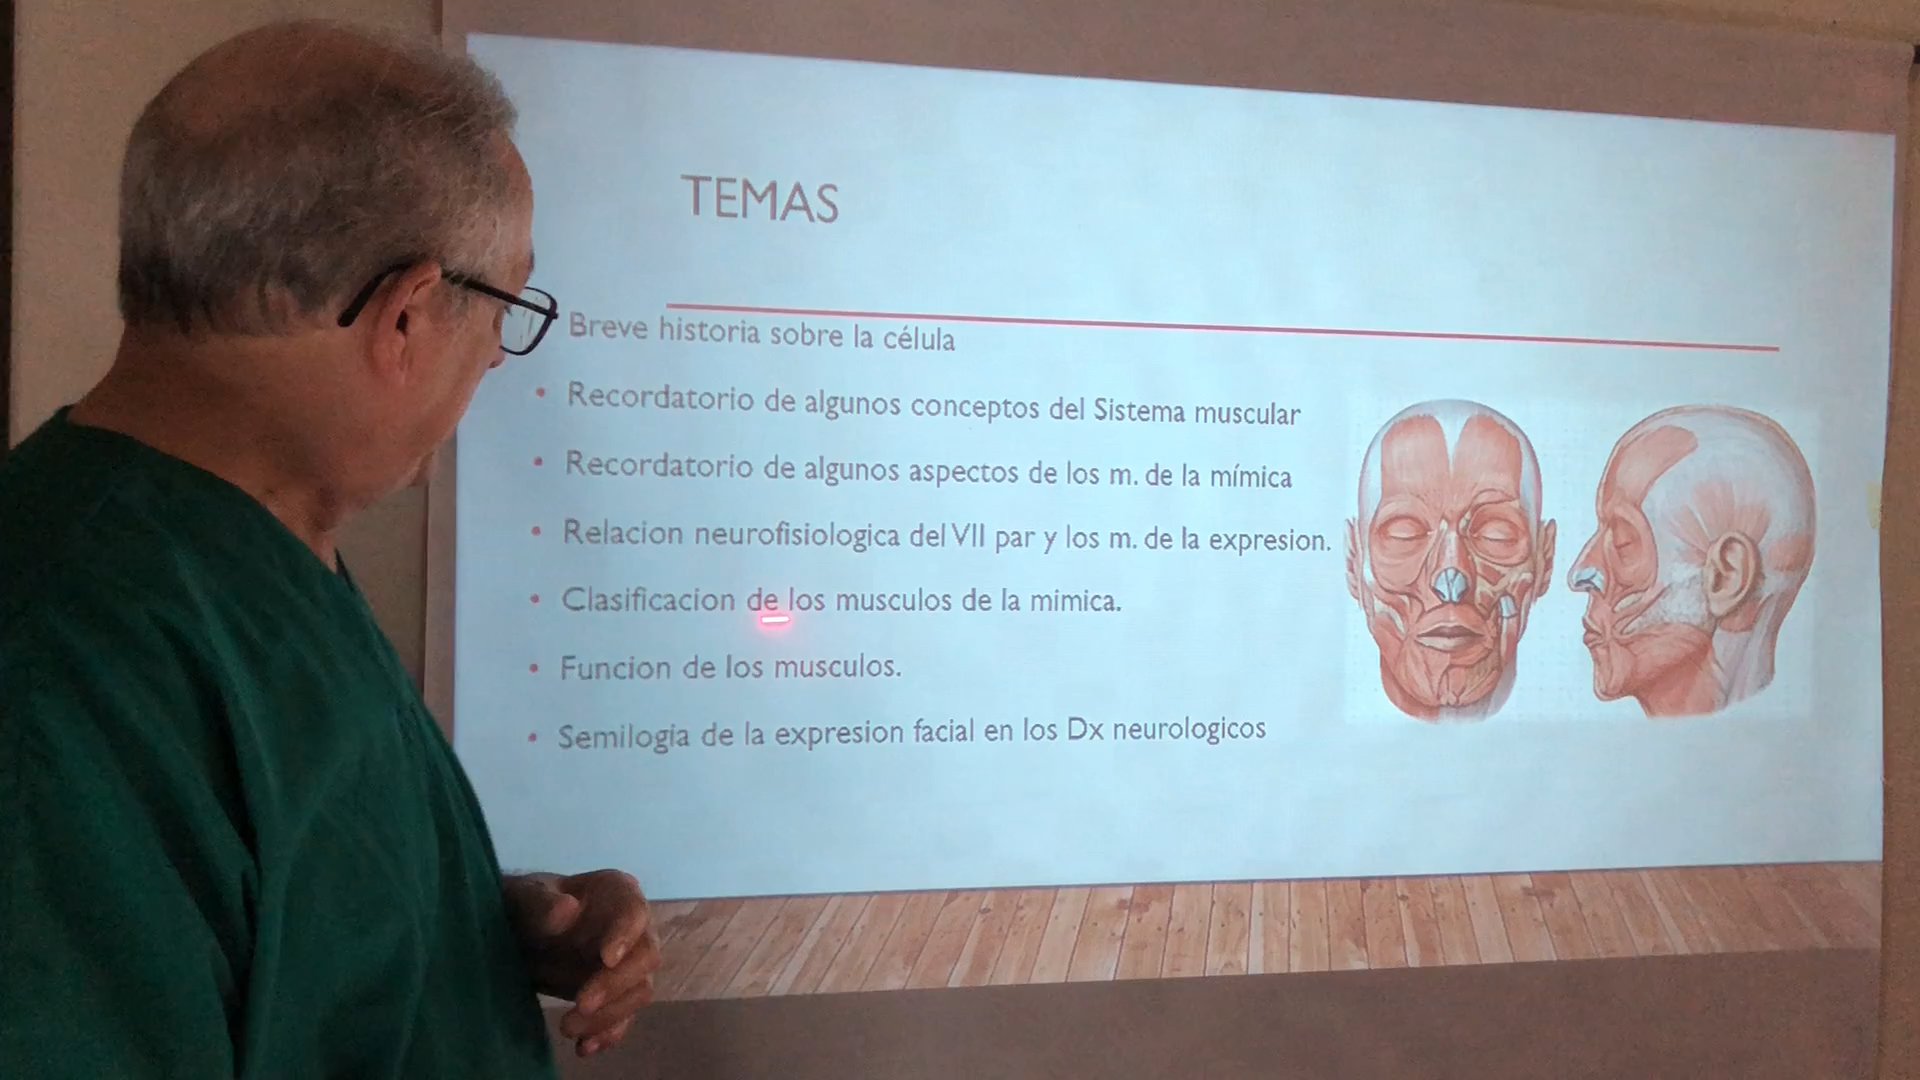 TEMAS
Breve historia sobre la célula
• Recordatorio de algunos conceptos del Sistema muscular
• Recordatorio de algunos aspectos de los m. de la mímica
• Relacion neurofisiologica del VII par y los m. de la expresion.
• Clasificacion de los musculos de la mimica.
• Funcion de los musculos.
• Semilogia de la expresion facial en los Dx neurologicos